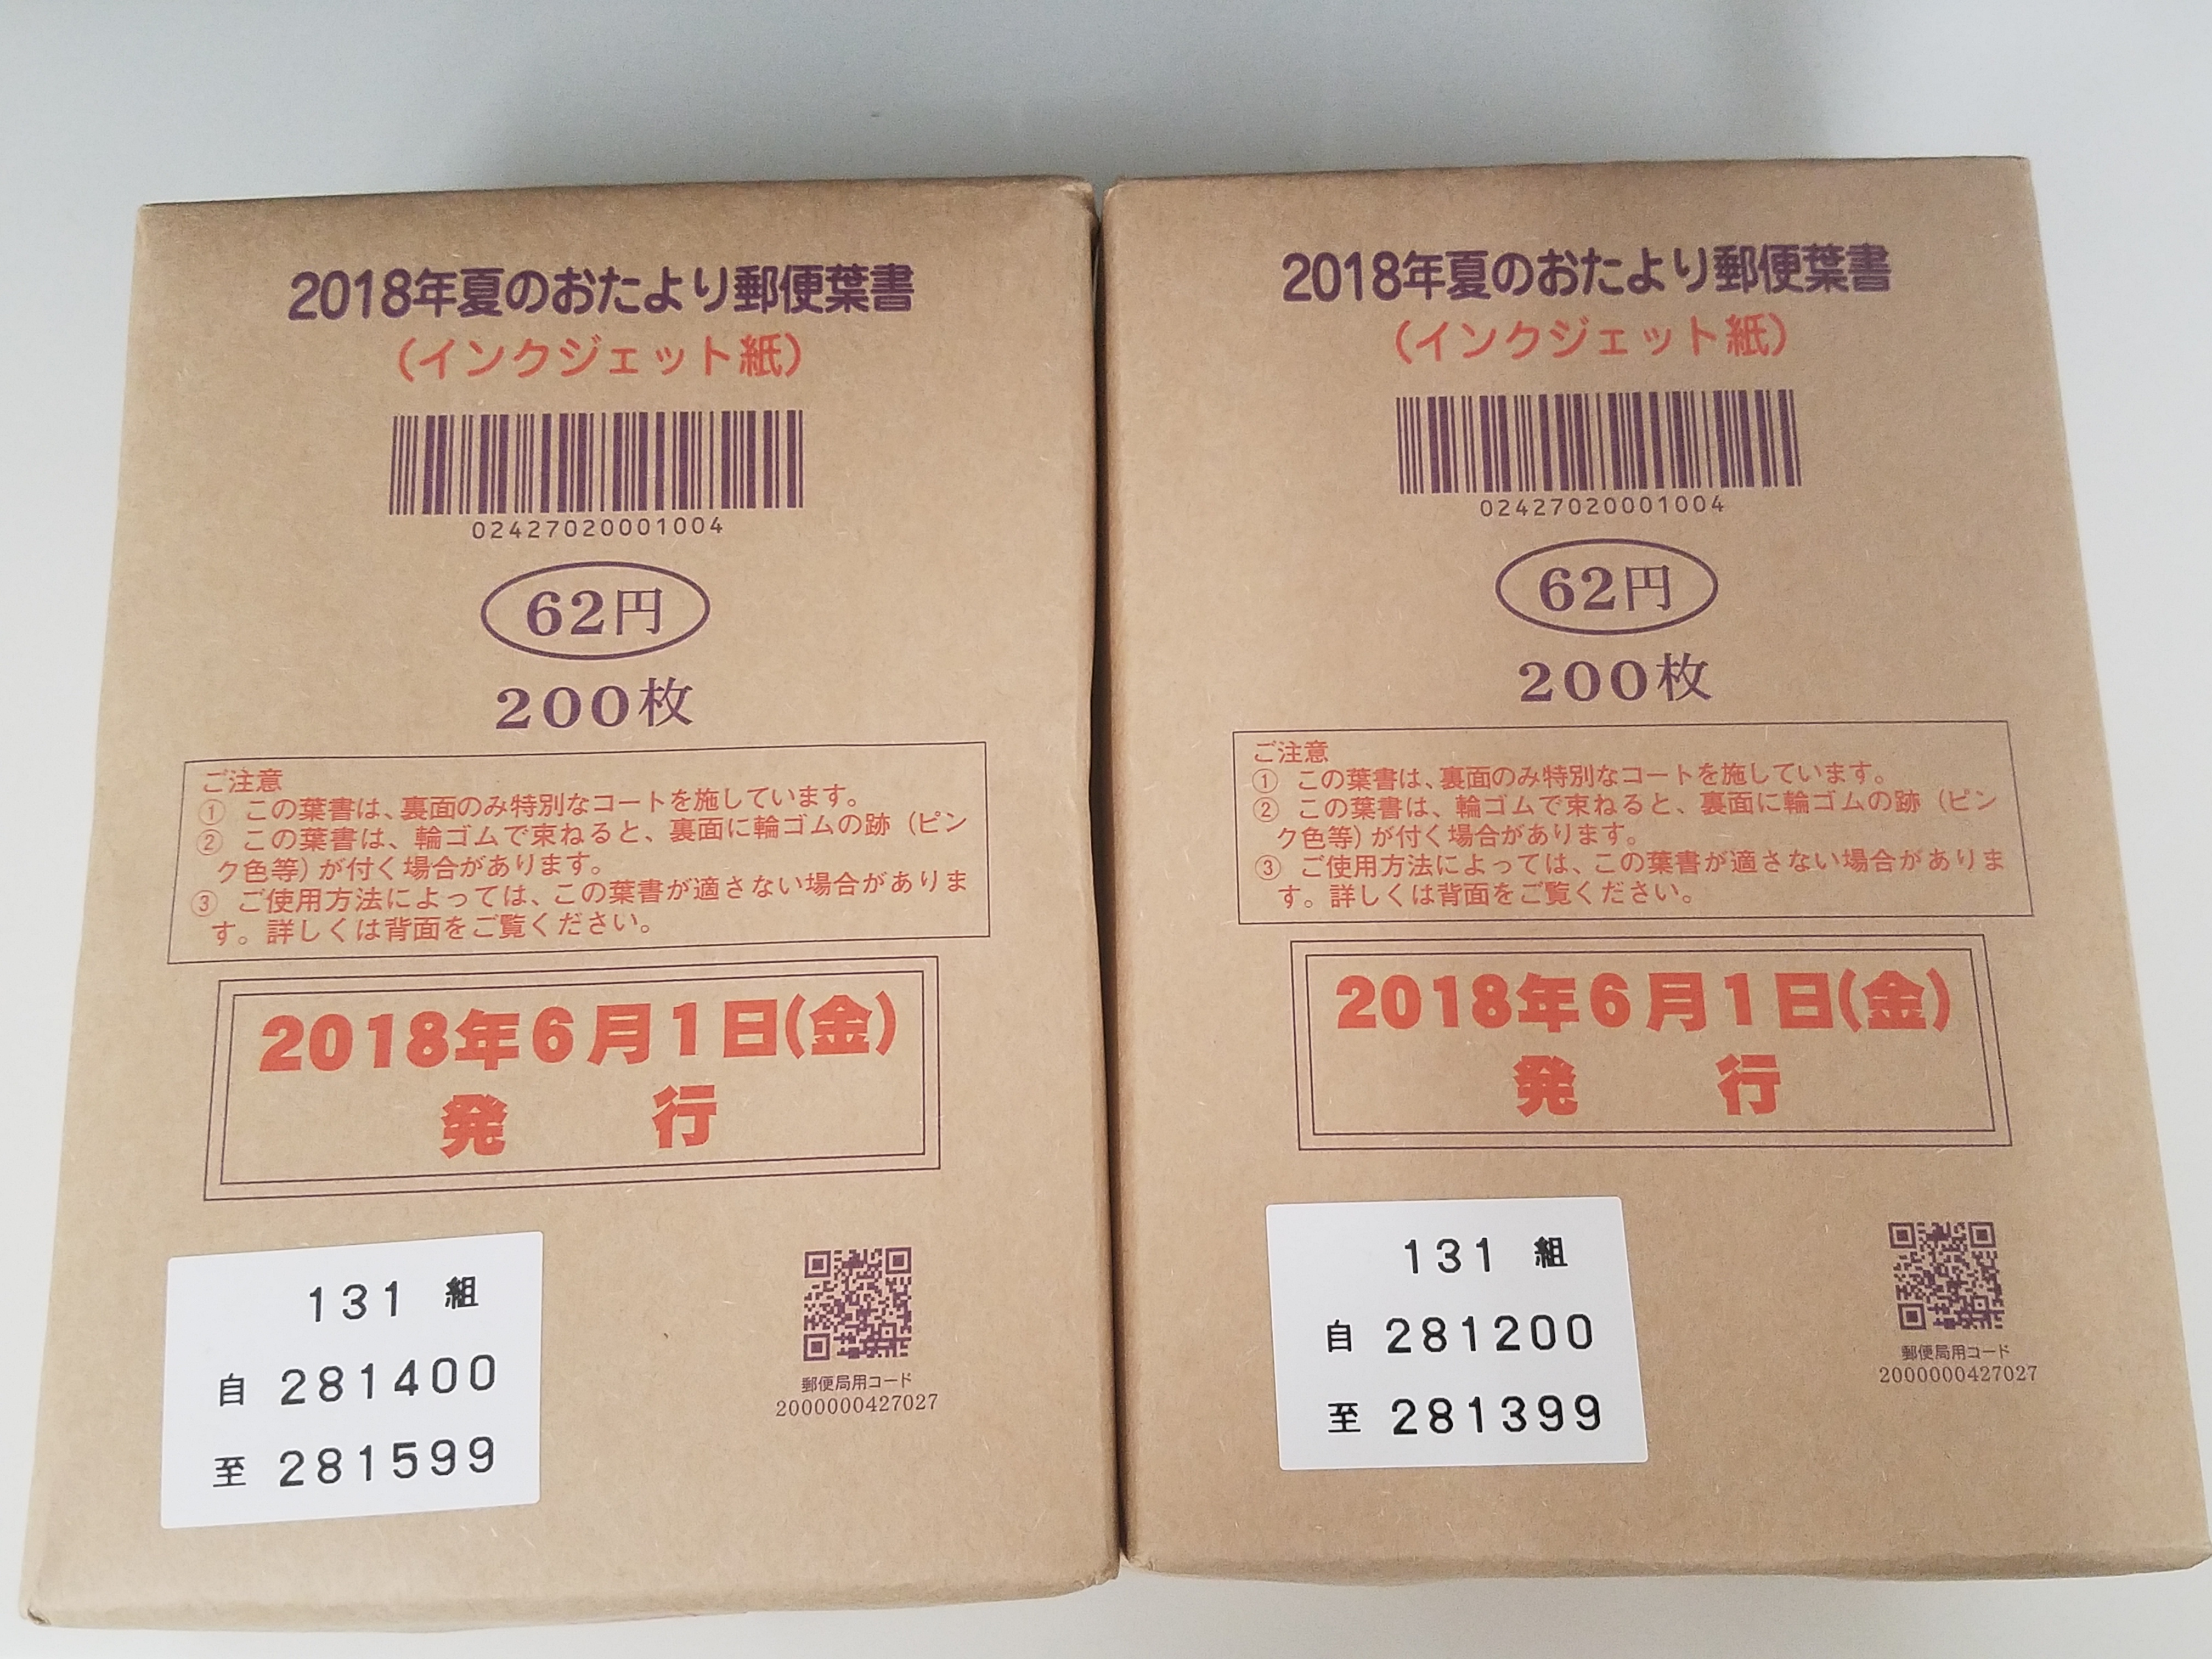 2018年夏のおたより郵便葉書
(インクジェット紙)
02427020001004
62円
200枚
ご注意
① この葉書は、裏面のみ特別なコートを施しています。
② この葉書は、輪ゴムで束ねると、裏面に輪ゴムの跡(ピン
ク色等)が付く場合があります。
③ ご使用方法によっては、この葉書が適さない場合がありま
す。詳しくは背面をご覧ください。
2018年6月1日(金)
発 行
131 組
自 281400
至 281599
郵便局用コード
2000000427027
2018年夏のおたより郵便葉書
(インクジェット紙)
02427020001004
62円
200枚
ご注意
① この葉書は、裏面のみ特別なコートを施しています。
② この葉書は、輪ゴムで束ねると、裏面に輪ゴムの跡(ピン
ク色等)が付く場合があります。
③ ご使用方法によっては、この葉書が適さない場合がありま
す。詳しくは背面をご覧ください。
2018年6月1日(金)
発 行
131 組
自 281200
至 281399
郵便局用コード
2000000427027